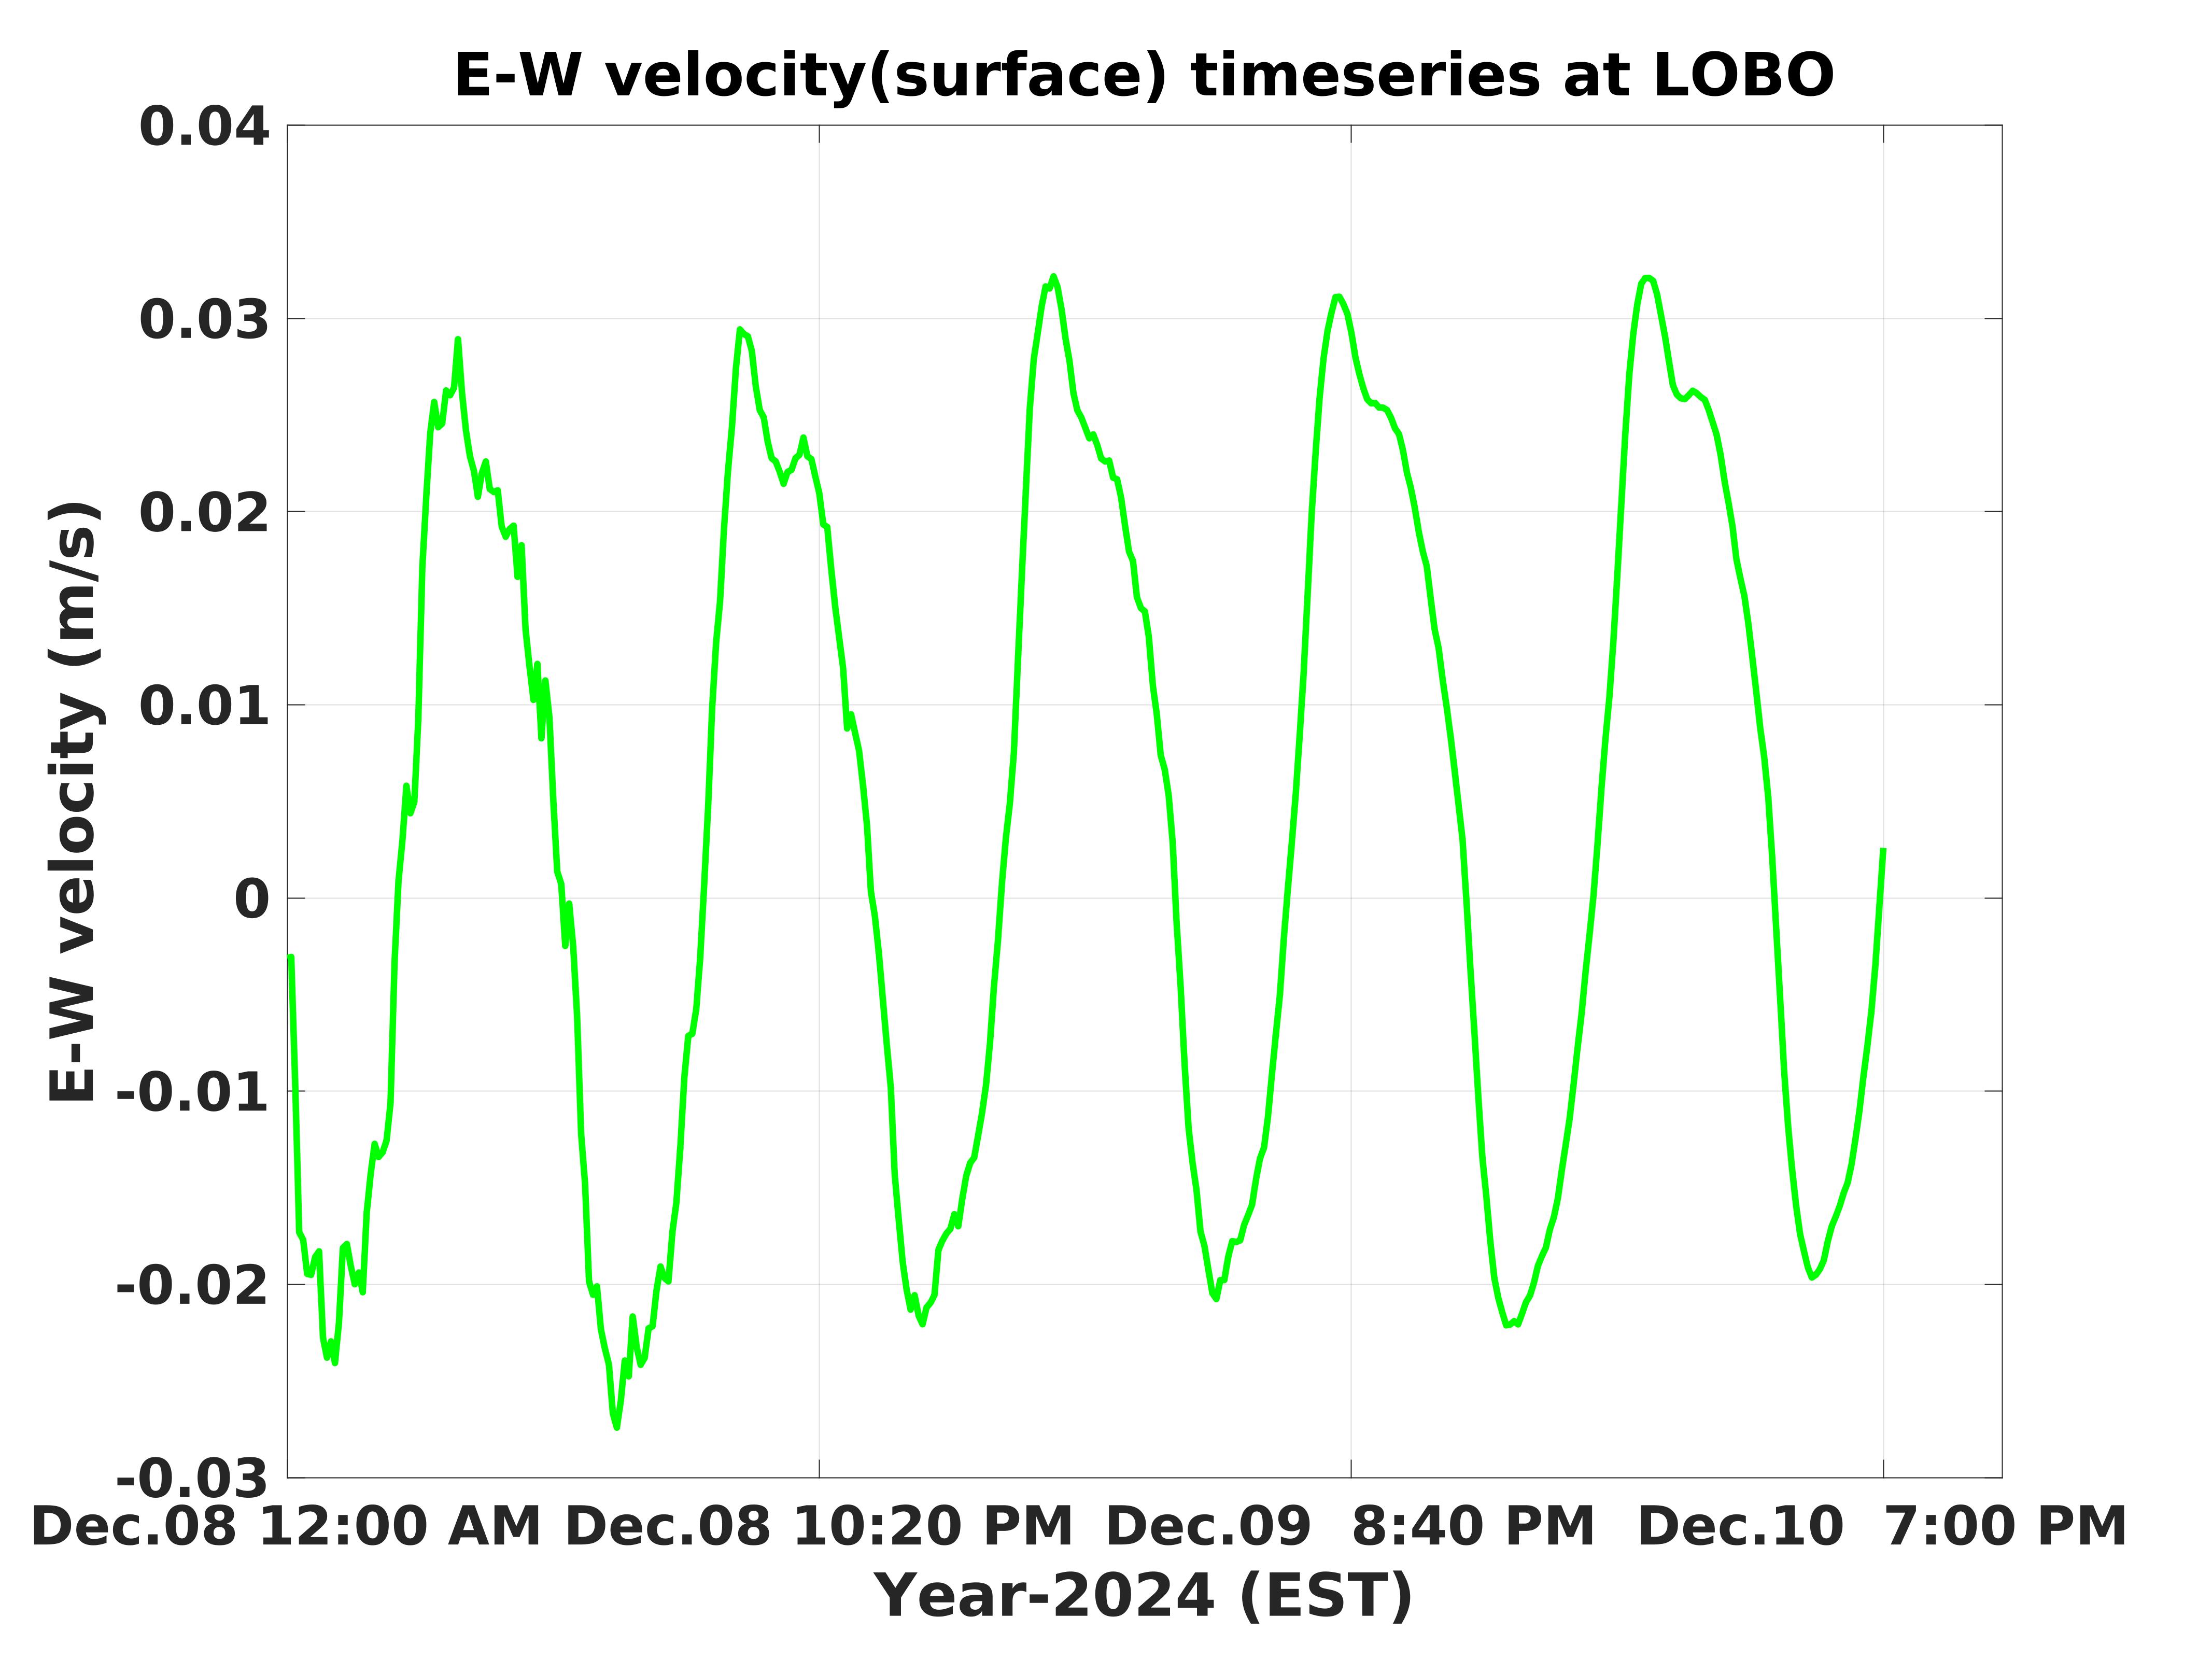 E-W velocity(surface) timeseries at LOBO
E-W velocity (m/s)
0.04
0.03
0.02
0.01
0
-0.01
-0.02
-0.03
Dec.08 12:00 AM Dec.08 10:20 PM Dec.09 8:40 PM Dec.10 7:00 PM
Year-2024 (EST)